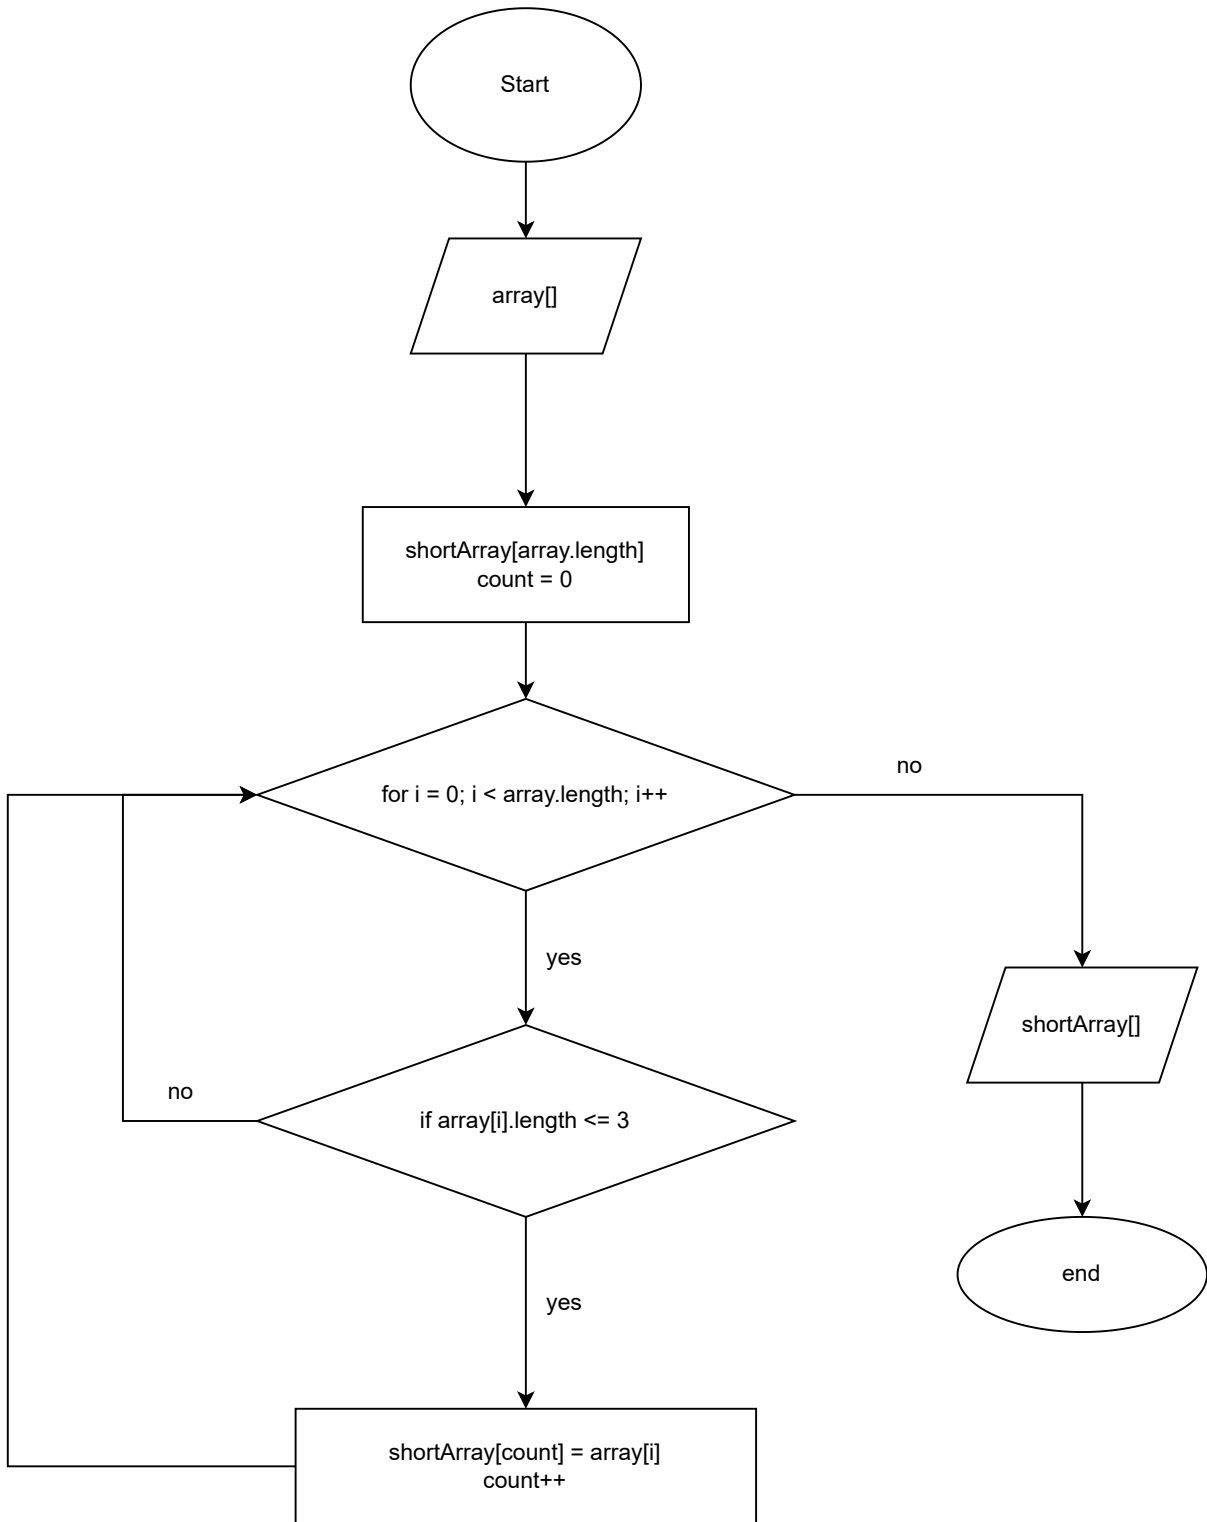 Start
array[]
shortArray[array.length]
count = 0
for i = 0; i < array.length; i++
no
yes
shortArray[]
no
if array[i].length <= 3
end
yes
shortArray[count] = array[i]
count++